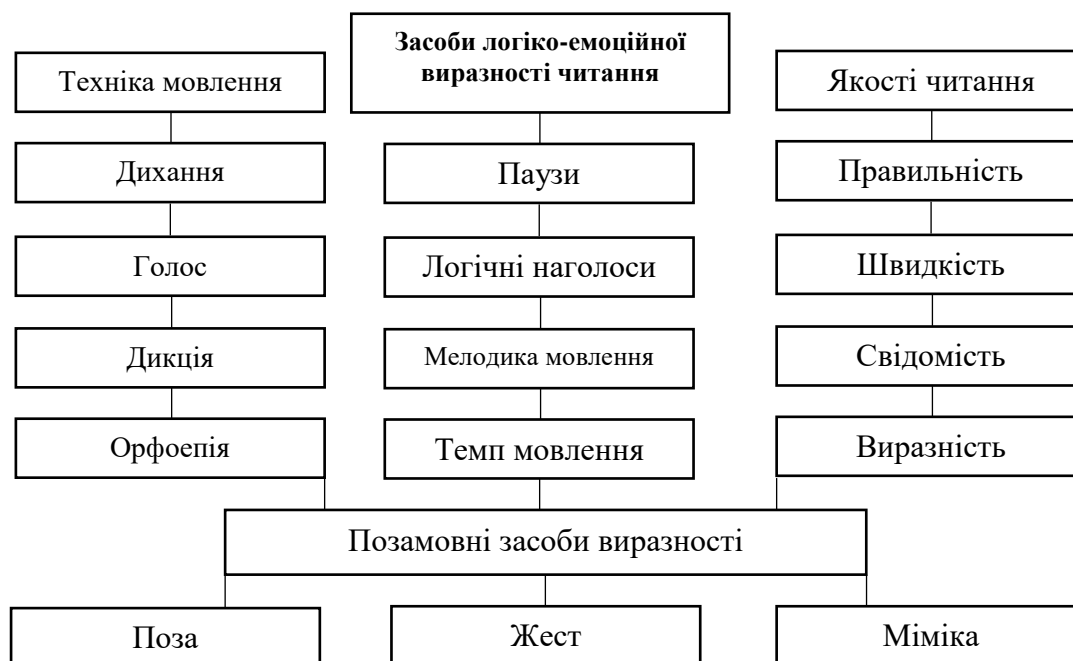 Засоби логіко-емоційної
виразності читання
Техніка мовлення
Якості читання
Дихання
Паузи
Правильність
Голос
Логічні наголоси
Швидкість
Дикція
Мелодика мовлення
Свідомість
Орфоепія
Темп мовлення
Виразність
Позамовні засоби виразності
Поза
Жест
Міміка